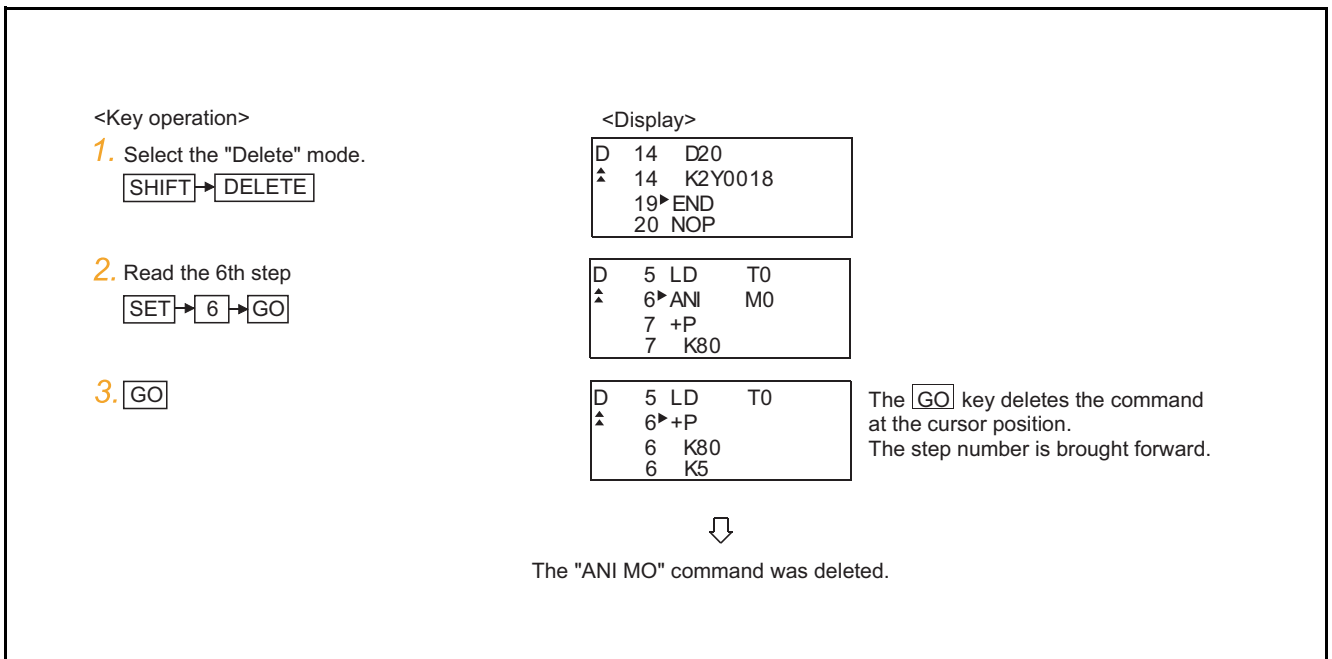 <Key operation>
1. Select the "Delete" mode.
SHIFT DELETE
<Display>
D 14 D20
14 K2Y0018
19 END
20 NOP
2. Read the 6th step
SET 6 GO
D 5 LD T0
6 ANI M0
7 +P
7 K80
3. GO
D 5 LD T0
6 +P
6 K80
6 K5
The GO key deletes the command
at the cursor position.
The step number is brought forward.
The "ANI MO" command was deleted.